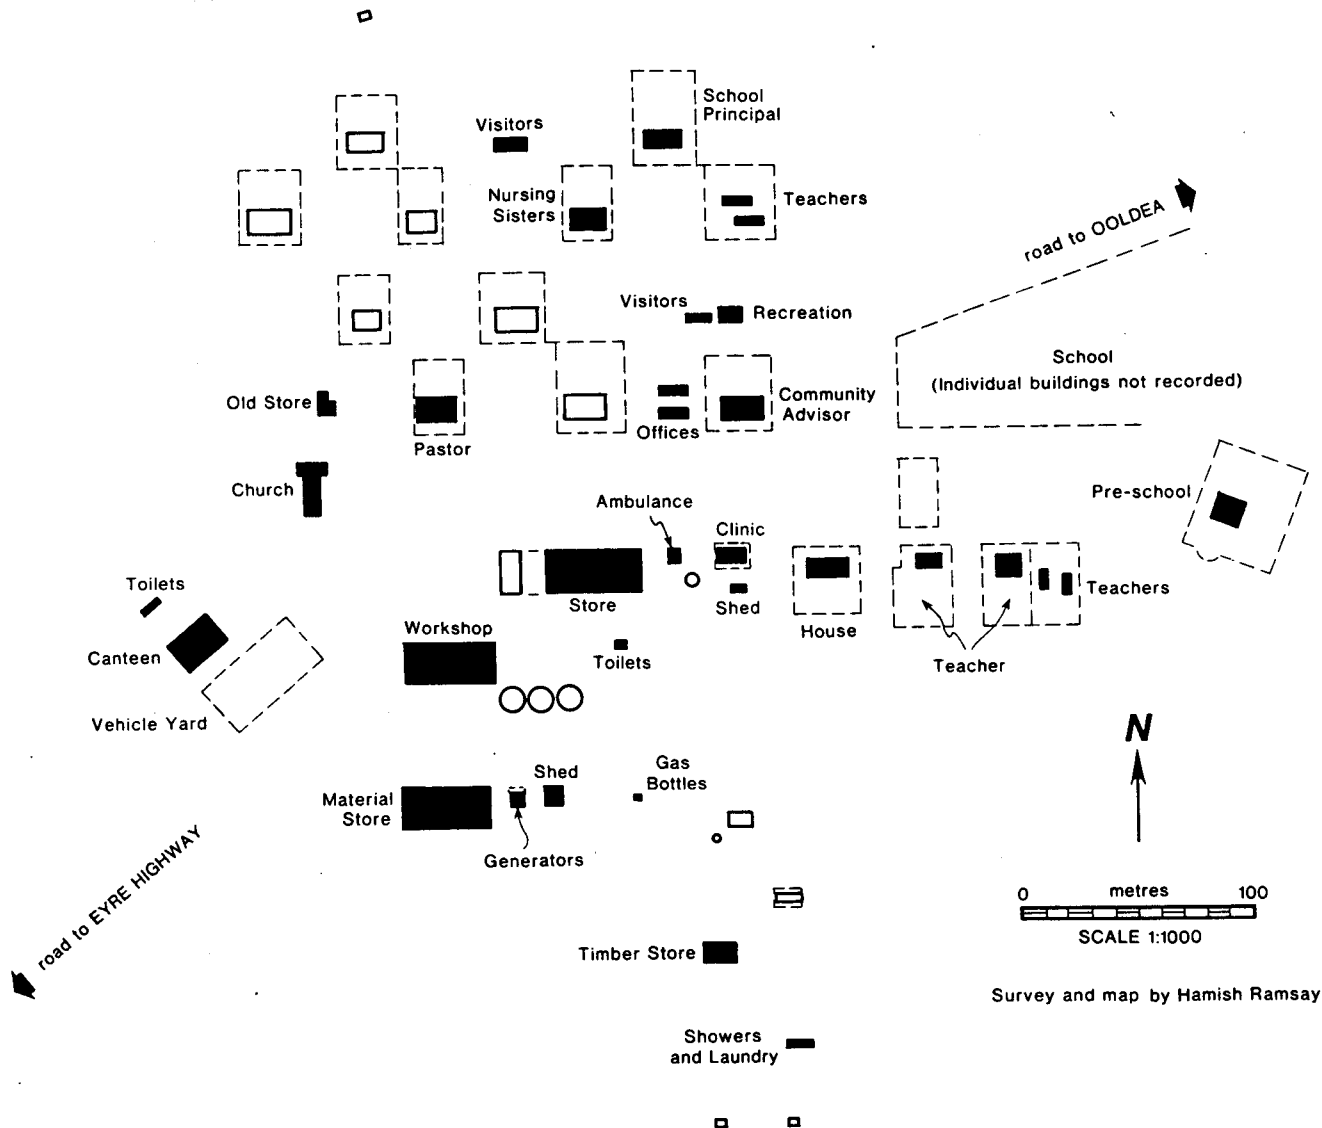 School
Principal
Visitors
Nursing
Sisters
Teachers
road to OOLDEA
Visitors
Recreation
School
(Individual buildings not recorded)
Old Store
Community
Advisor
Offices
Pastor
Church
Pre-school
Ambulance
Clinic
Toilets
Store
Shed
Teachers
House
Workshop
Canteen
Toilets
Teacher
Vehicle Yard
N
Gas
Bottles
Shed
Material
Store
Generators
road to EYRE HIGHWAY
0 metres 100
SCALE 1:1000
Timber Store
Survey and map by Hamish Ramsay
Showers
and Laundry